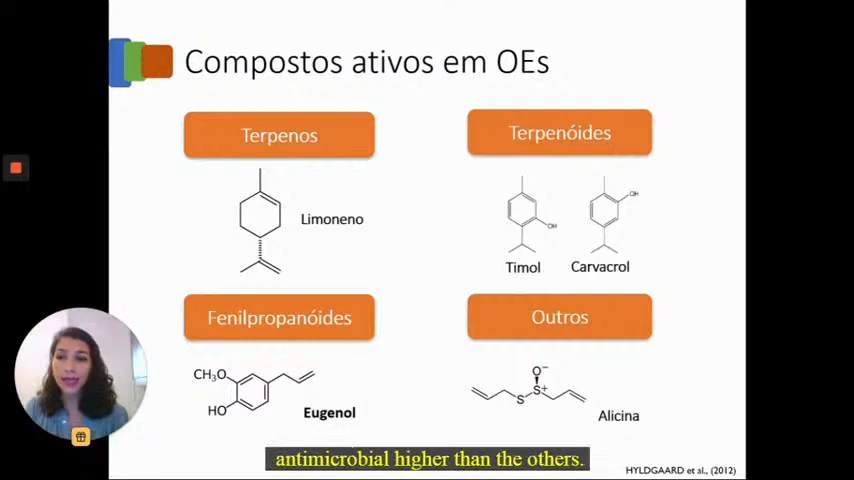 Compostos ativos em OEs
Terpenos
Terpenóides
Limoneno
OH
OH
Timol
Carvacrol
Fenilpropanóides
Outros
CH₃O
HO
Eugenol
O⁻
S⁺
S
Alicina
antimicrobial higher than the others.
HYLDGAARD et al., (2012)